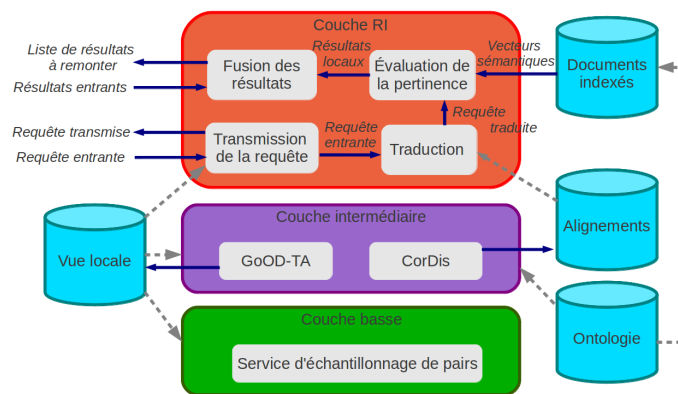 Couche RI
Liste de résultats
à remonter
Résultats entrants
Fusion des
résultats
Résultats
locaux
Évaluation de
la pertinence
Vecteurs
sémantiques
Documents
indexés
Requête transmise
Requête entrante
Transmission
de la requête
Requête
entrante
Traduction
Requête
traduite
Vue locale
Couche intermédiaire
GoOD-TA
CorDis
Alignements
Couche basse
Service d'échantillonnage de pairs
Ontologie